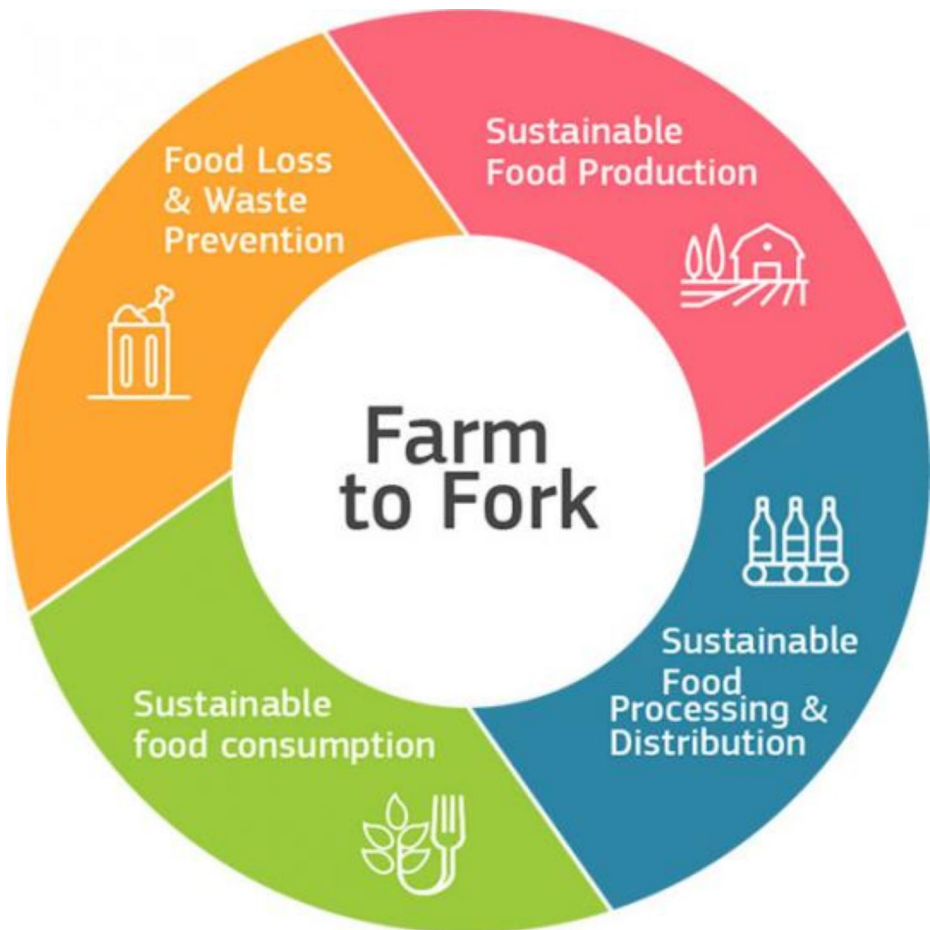 Farm
to Fork
Sustainable
Food Production
Sustainable
Food
Processing &
Distribution
Sustainable
food consumption
Food Loss
& Waste
Prevention